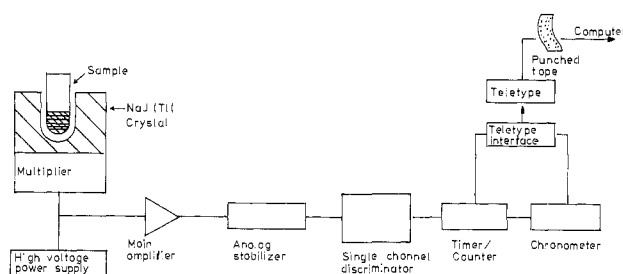 Sample
NaJ (Tl(
Crystal
Multiplier
High voltage
power supply
Main
amplifier
Analog
stabilizer
Single channel
discriminator
Timer/
Counter
Chronometer
Teletype
interface
Teletype
Punched
tape
Computer